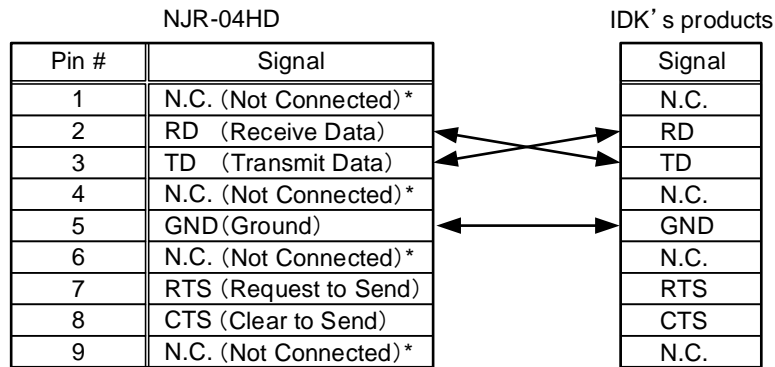 NJR-04HD IDK’s products
Pin # Signal Signal
1 N.C. (Not Connected)* N.C.
2 RD (Receive Data) RD
3 TD (Transmit Data) TD
4 N.C. (Not Connected)* N.C.
5 GND (Ground) GND
6 N.C. (Not Connected)* N.C.
7 RTS (Request to Send) RTS
8 CTS (Clear to Send) CTS
9 N.C. (Not Connected)* N.C.